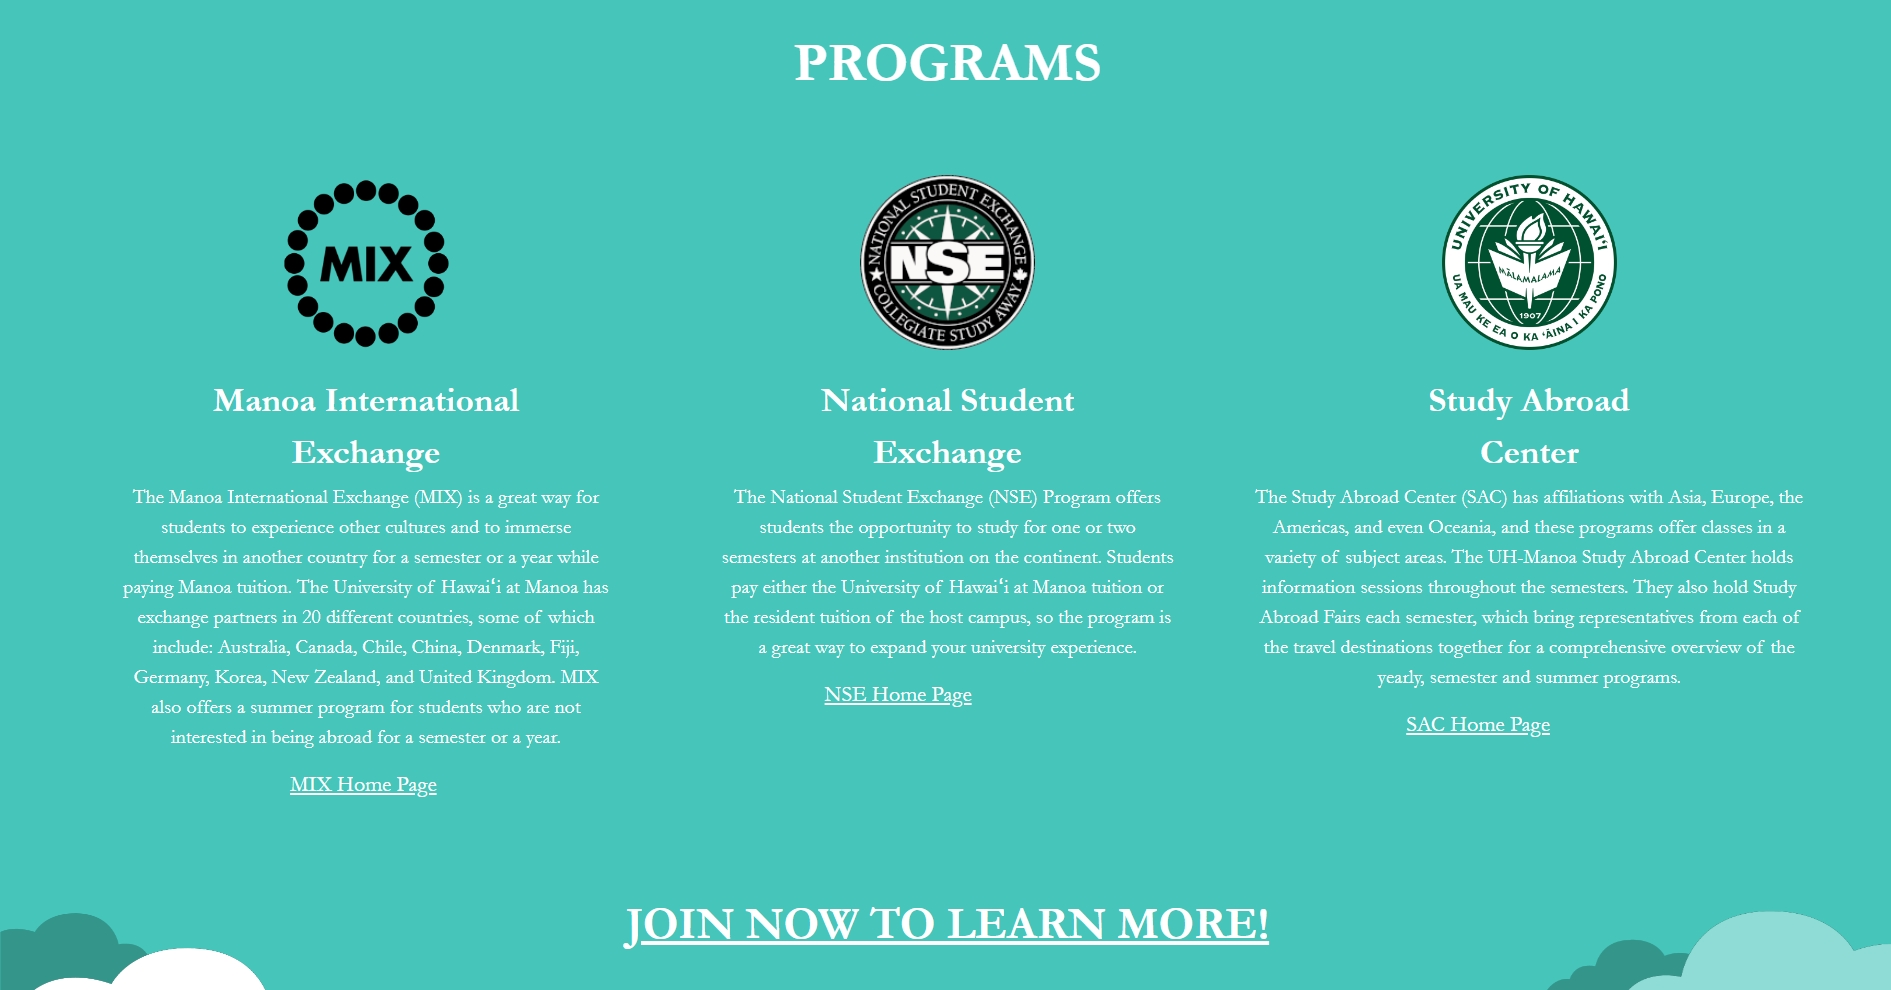 PROGRAMS
MIX
Manoa International
Exchange
The Manoa International Exchange (MIX) is a great way for
students to experience other cultures and to immerse
themselves in another country for a semester or a year while
paying Manoa tuition. The University of Hawaiʻi at Manoa has
exchange partners in 20 different countries, some of which
include: Australia, Canada, Chile, China, Denmark, Fiji,
Germany, Korea, New Zealand, and United Kingdom. MIX
also offers a summer program for students who are not
interested in being abroad for a semester or a year.
MIX Home Page
NATIONAL STUDENT EXCHANGE
NSE
COLLEGIATE STUDY AWAY
National Student
Exchange
The National Student Exchange (NSE) Program offers
students the opportunity to study for one or two
semesters at another institution on the continent. Students
pay either the University of Hawaiʻi at Manoa tuition or
the resident tuition of the host campus, so the program is
a great way to expand your university experience.
NSE Home Page
UNIVERSITY OF HAWAIʻI
MĀLAMALAMA
1907
UA MAU KE EA O KA ʻĀINA I KA PONO
Study Abroad
Center
The Study Abroad Center (SAC) has affiliations with Asia, Europe, the
Americas, and even Oceania, and these programs offer classes in a
variety of subject areas. The UH-Manoa Study Abroad Center holds
information sessions throughout the semesters. They also hold Study
Abroad Fairs each semester, which bring representatives from each of
the travel destinations together for a comprehensive overview of the
yearly, semester and summer programs.
SAC Home Page
JOIN NOW TO LEARN MORE!